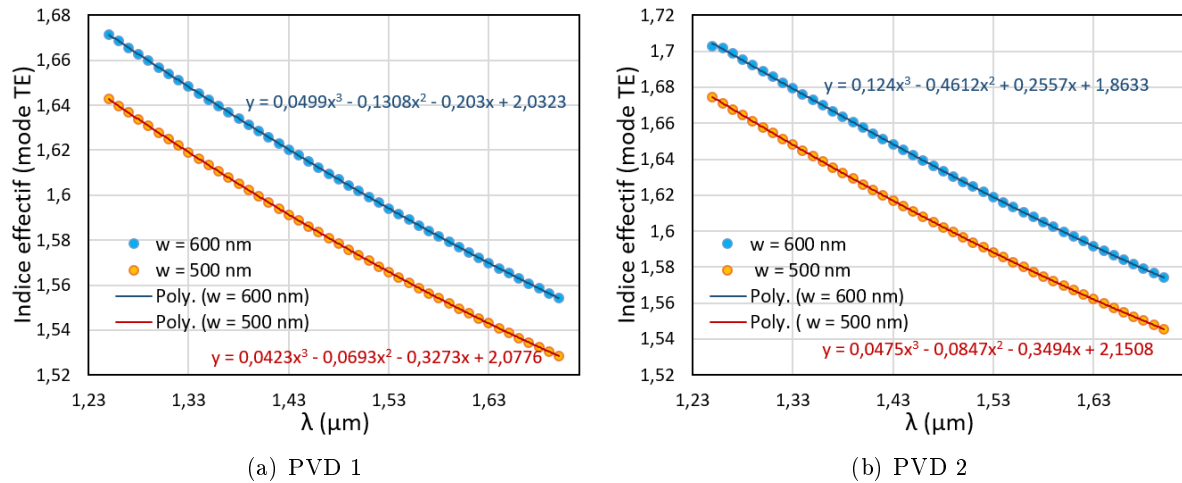 1,68
1,66
1,64
1,62
1,6
1,58
1,56
1,54
1,52
Indice effectif (mode TE)
y = 0,0499x³ - 0,1308x² - 0,203x + 2,0323
w = 600 nm
w = 500 nm
Poly. (w = 600 nm)
Poly. (w = 500 nm)
y = 0,0423x³ - 0,0693x² - 0,3273x + 2,0776
1,23 1,33 1,43 1,53 1,63
λ (µm)
(a) PVD 1
1,72
1,7
1,68
1,66
1,64
1,62
1,6
1,58
1,56
1,54
1,52
Indice effectif (mode TE)
y = 0,124x³ - 0,4612x² + 0,2557x + 1,8633
w = 600 nm
w = 500 nm
Poly. (w = 600 nm)
Poly. ( w = 500 nm)
y = 0,0475x³ - 0,0847x² - 0,3494x + 2,1508
1,23 1,33 1,43 1,53 1,63
λ (µm)
(b) PVD 2